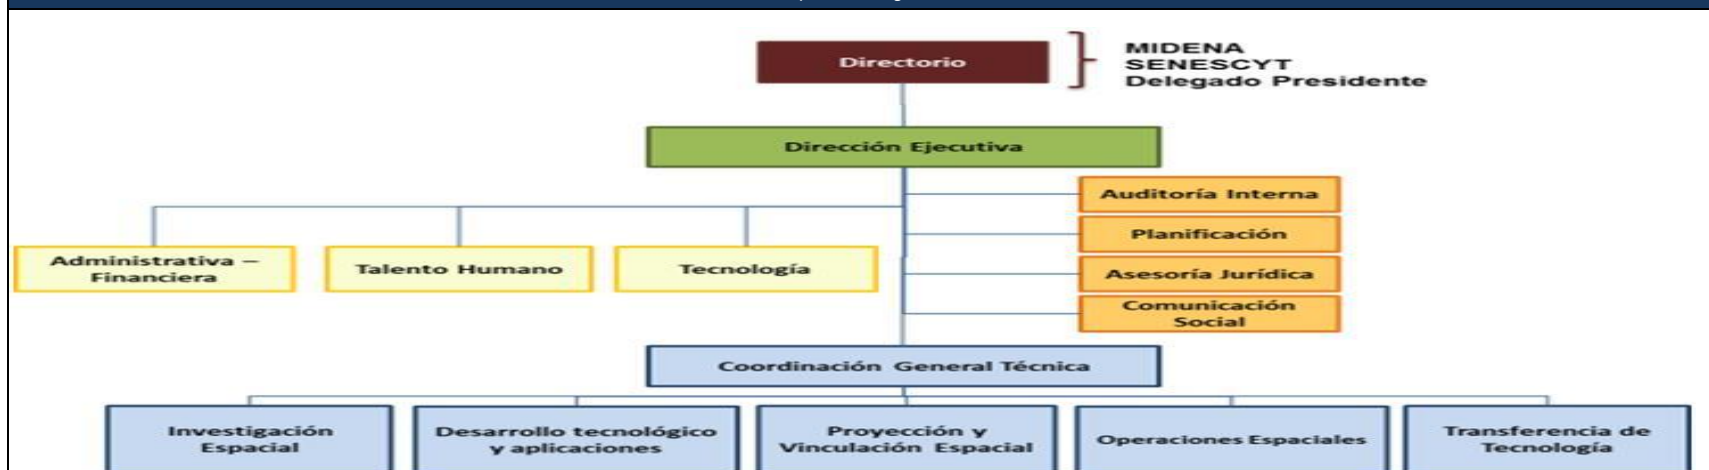 Directorio
MIDENA
SENESCYT
Delegado Presidente
Dirección Ejecutiva
Auditoría Interna
Planificación
Asesoría Jurídica
Comunicación
Social
Administrativa –
Financiera
Talento Humano
Tecnología
Coordinación General Técnica
Investigación
Espacial
Desarrollo tecnológico
y aplicaciones
Proyección y
Vinculación Espacial
Operaciones Espaciales
Transferencia de
Tecnología